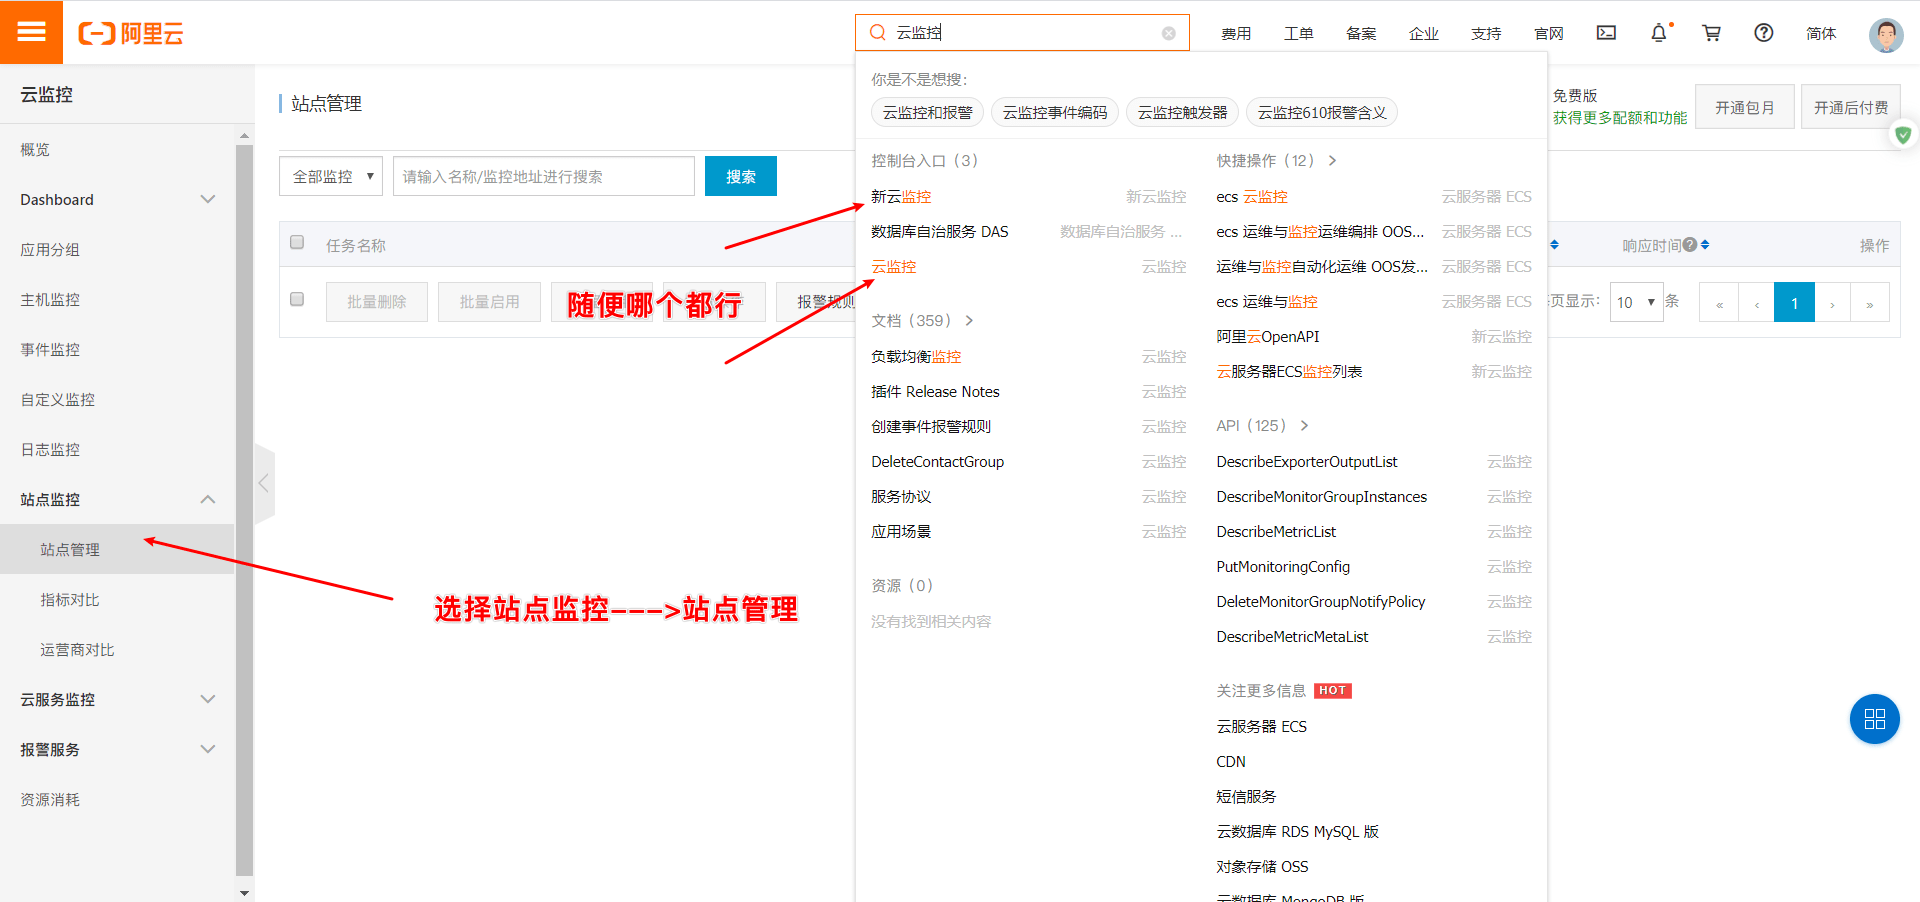 阿里云
云监控
费用
工单
备案
企业
支持
官网
简体
云监控
概览
Dashboard
应用分组
主机监控
事件监控
自定义监控
日志监控
站点监控
站点管理
指标对比
运营商对比
云服务监控
报警服务
资源消耗
站点管理
免费版
获得更多配额和功能
开通包月
开通后付费
全部监控
请输入名称/监控地址进行搜索
搜索
任务名称
响应时间
操作
批量删除
批量启用
报警规则
页显示:
10
条
«
‹
1
›
»
随便哪个都行
选择站点监控--->站点管理
你是不是想搜:
云监控和报警
云监控事件编码
云监控触发器
云监控610报警含义
控制台入口（3）
新云监控 新云监控
数据库自治服务 DAS 数据库自治服务 ...
云监控 云监控
文档（359）
负载均衡监控 云监控
插件 Release Notes 云监控
创建事件报警规则 云监控
DeleteContactGroup 云监控
服务协议 云监控
应用场景 云监控
资源（0）
没有找到相关内容
快捷操作（12）
ecs 云监控 云服务器 ECS
ecs 运维与监控运维编排 OOS... 云服务器 ECS
运维与监控自动化运维 OOS发... 云服务器 ECS
ecs 运维与监控 云服务器 ECS
阿里云OpenAPI 新云监控
云服务器ECS监控列表 新云监控
API（125）
DescribeExporterOutputList 云监控
DescribeMonitorGroupInstances 云监控
DescribeMetricList 云监控
PutMonitoringConfig 云监控
DeleteMonitorGroupNotifyPolicy 云监控
DescribeMetricMetaList 云监控
关注更多信息 HOT
云服务器 ECS
CDN
短信服务
云数据库 RDS MySQL 版
对象存储 OSS
云数据库 MongoDB 版